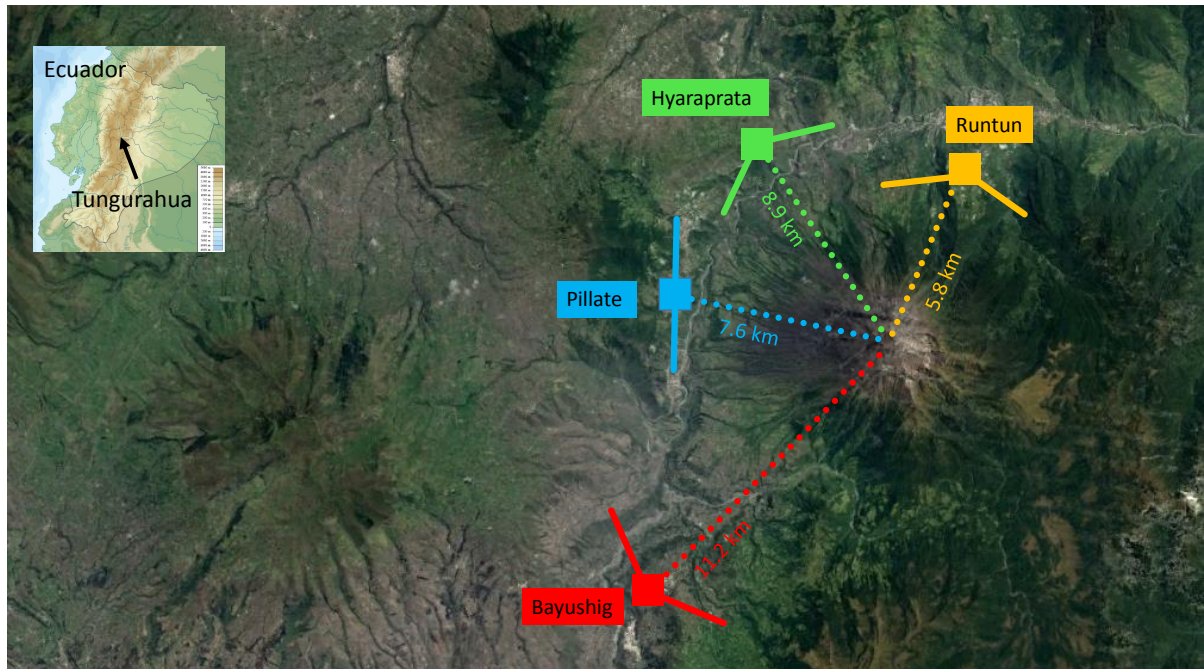 Ecuador
Tungurahua
Hyaraprata
Runtun
8.9 km
5.8 km
Pillate
7.6 km
11.2 km
Bayushig